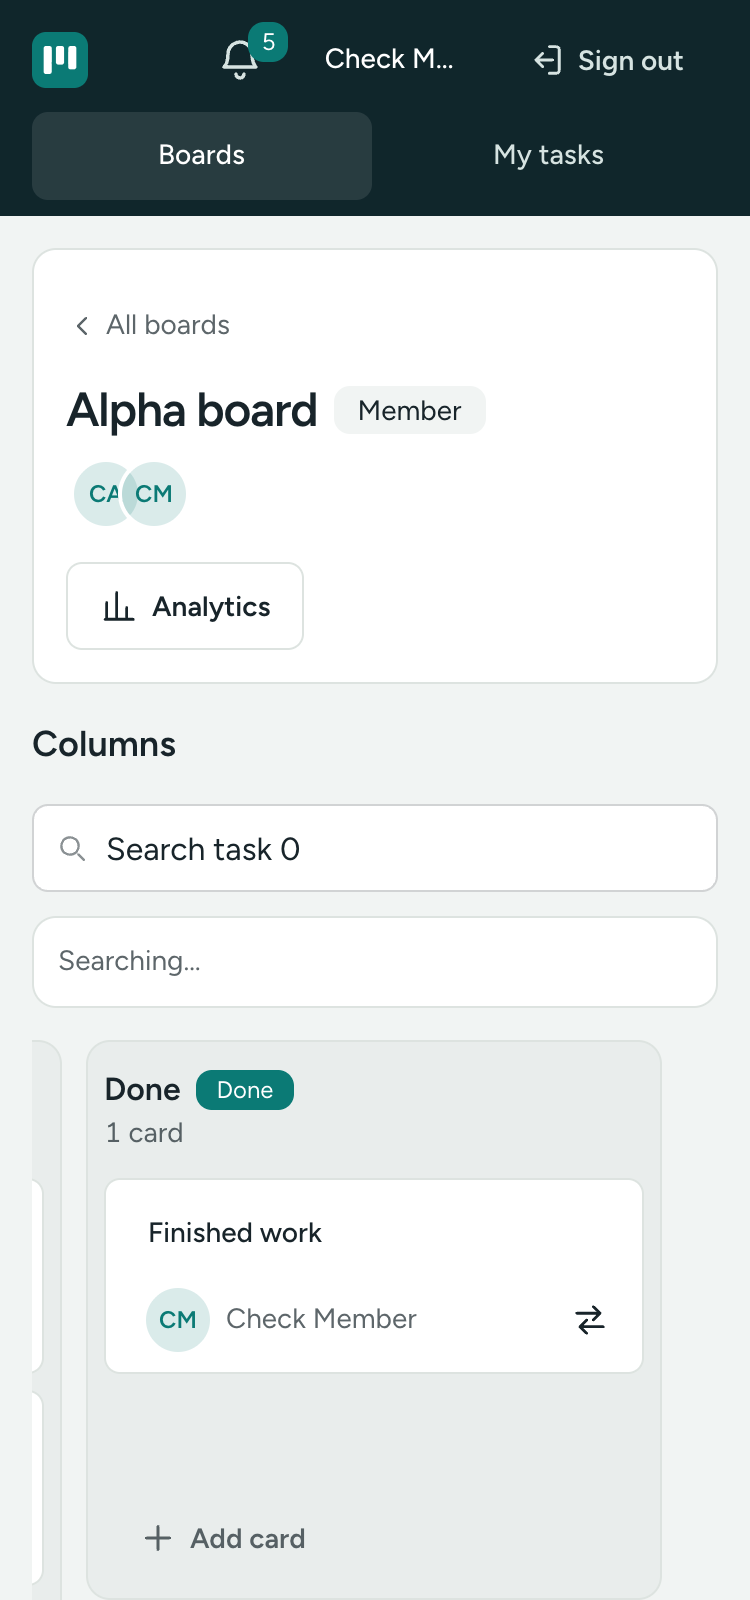 5
Check M...
Sign out
Boards
My tasks
All boards
Alpha board
Member
CA
CM
Analytics
Columns
Search task 0
Searching...
Done
Done
1 card
Finished work
CM
Check Member
Add card